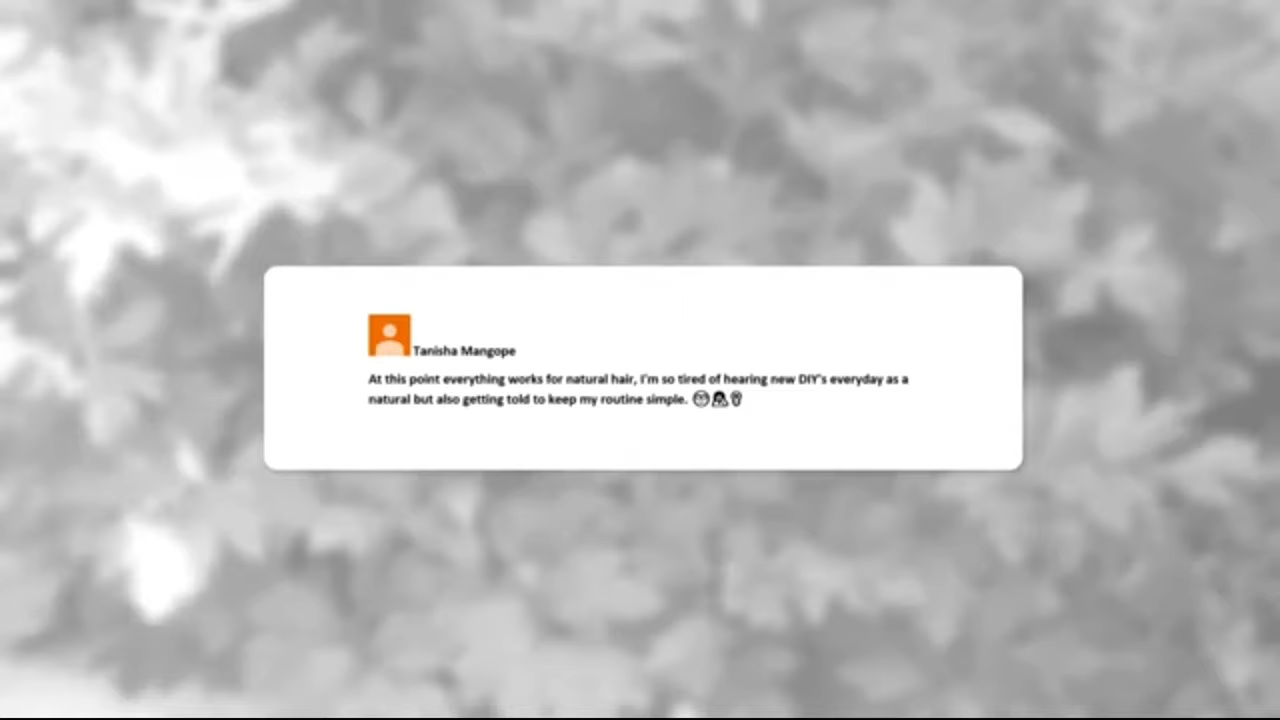 Tanisha Mangope
At this point everything works for natural hair, I'm so tired of hearing new DIY's everyday as a
natural but also getting told to keep my routine simple.